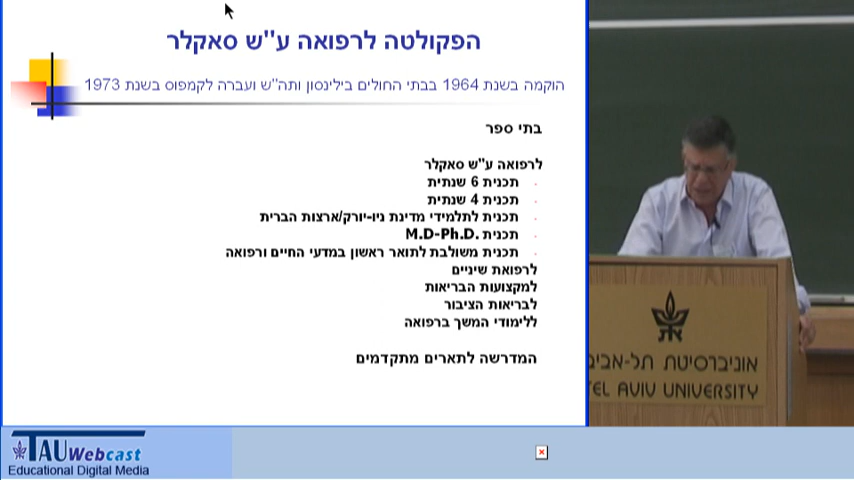 הפקולטה לרפואה ע"ש סאקלר
הוקמה בשנת 1964 בבתי החולים בילינסון ותה"ש ועברה לקמפוס בשנת 1973
בתי ספר
לרפואה ע"ש סאקלר
תכנית 6 שנתית
תכנית 4 שנתית
תכנית לתלמידי מדינת ניו-יורק/ארצות הברית
תכנית M.D-Ph.D.
תכנית משולבת לתואר ראשון במדעי החיים ורפואה
לרפואת שיניים
למקצועות הבריאות
לבריאות הציבור
ללימודי המשך ברפואה
המדרשה לתארים מתקדמים
אוניברסיטת תל-אביב
TEL AVIV UNIVERSITY
TAU Webcast
Educational Digital Media